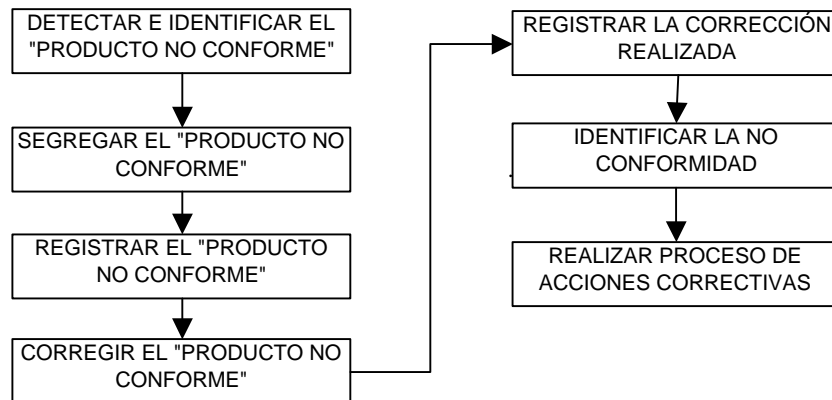 DETECTAR E IDENTIFICAR EL
"PRODUCTO NO CONFORME"
SEGREGAR EL "PRODUCTO NO
CONFORME"
REGISTRAR EL "PRODUCTO
NO CONFORME"
CORREGIR EL "PRODUCTO NO
CONFORME"
REGISTRAR LA CORRECCIÓN
REALIZADA
IDENTIFICAR LA NO
CONFORMIDAD
REALIZAR PROCESO DE
ACCIONES CORRECTIVAS